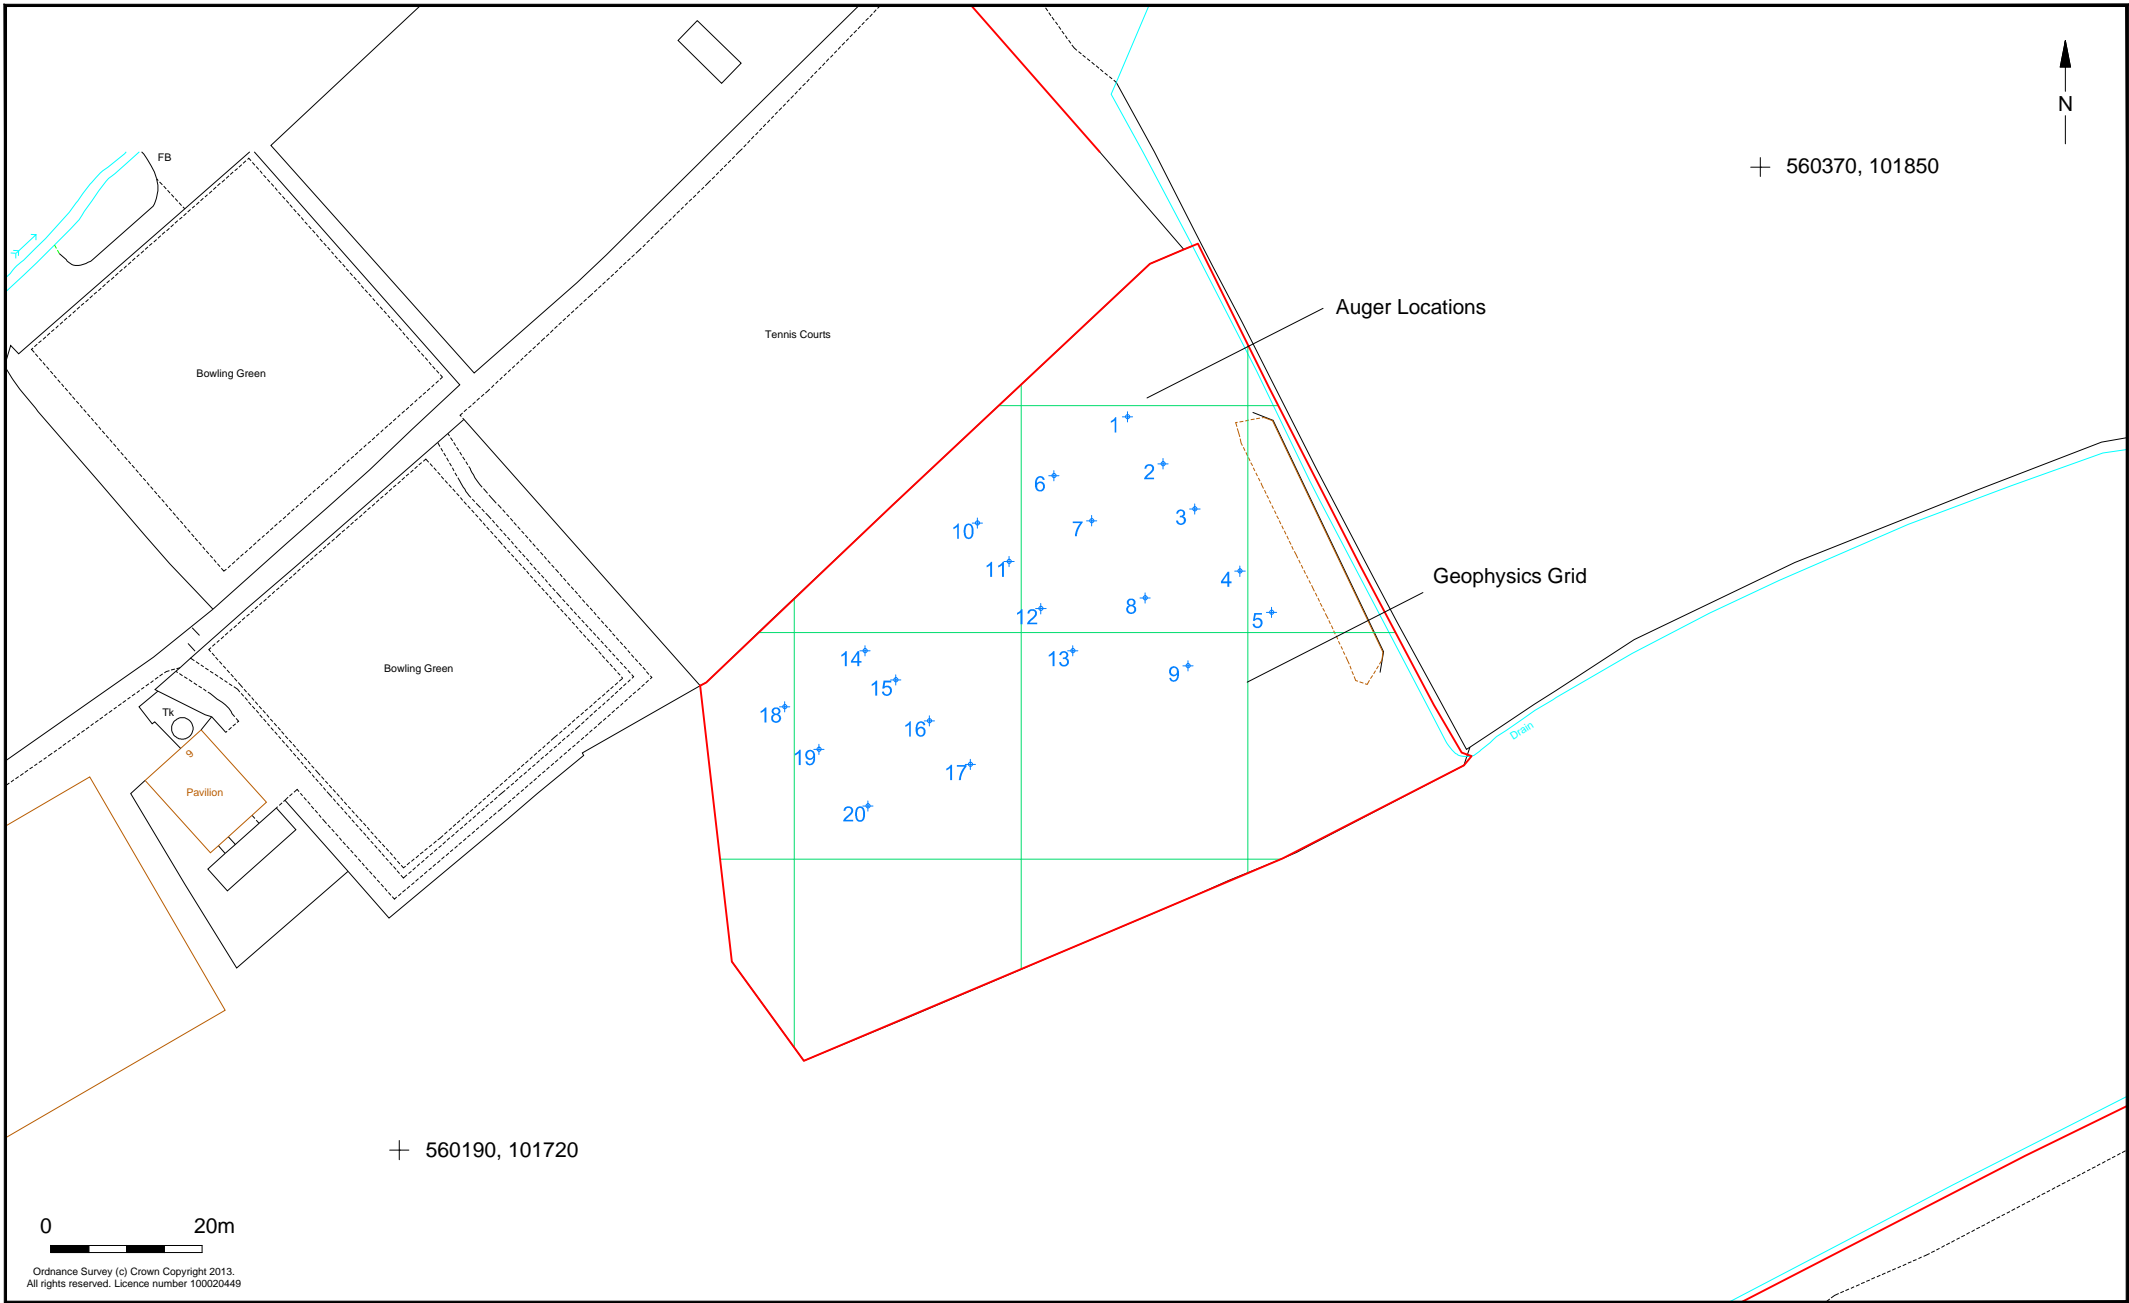 FB
N
560370, 101850
Auger Locations
Tennis Courts
Bowling Green
1
2
6
3
10
7
11
Geophysics Grid
4
8
12
5
14
13
Bowling Green
9
15
18
Tk
16
Drain
9
19
17
Pavilion
20
560190, 101720
0 20m
Ordnance Survey (c) Crown Copyright 2013.
All rights reserved. Licence number 100020449